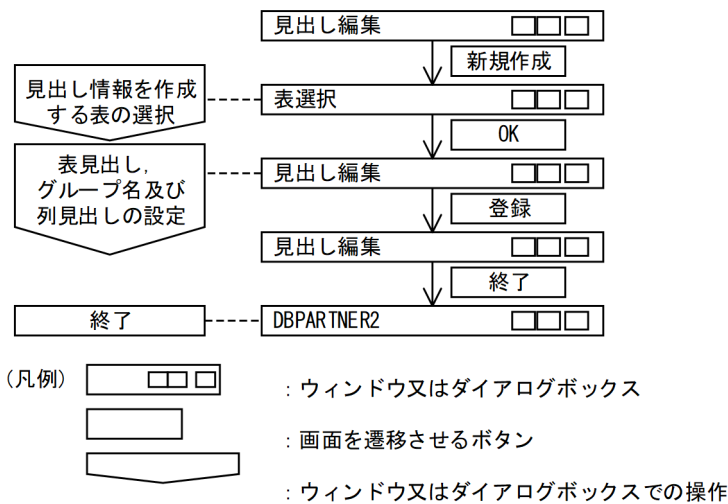 見出し編集
新規作成
見出し情報を作成
する表の選択
表選択
OK
表見出し,
グループ名及び
列見出しの設定
見出し編集
登録
見出し編集
終了
終了
DBPARTNER2
(凡例)
：ウィンドウ又はダイアログボックス
：画面を遷移させるボタン
：ウィンドウ又はダイアログボックスでの操作